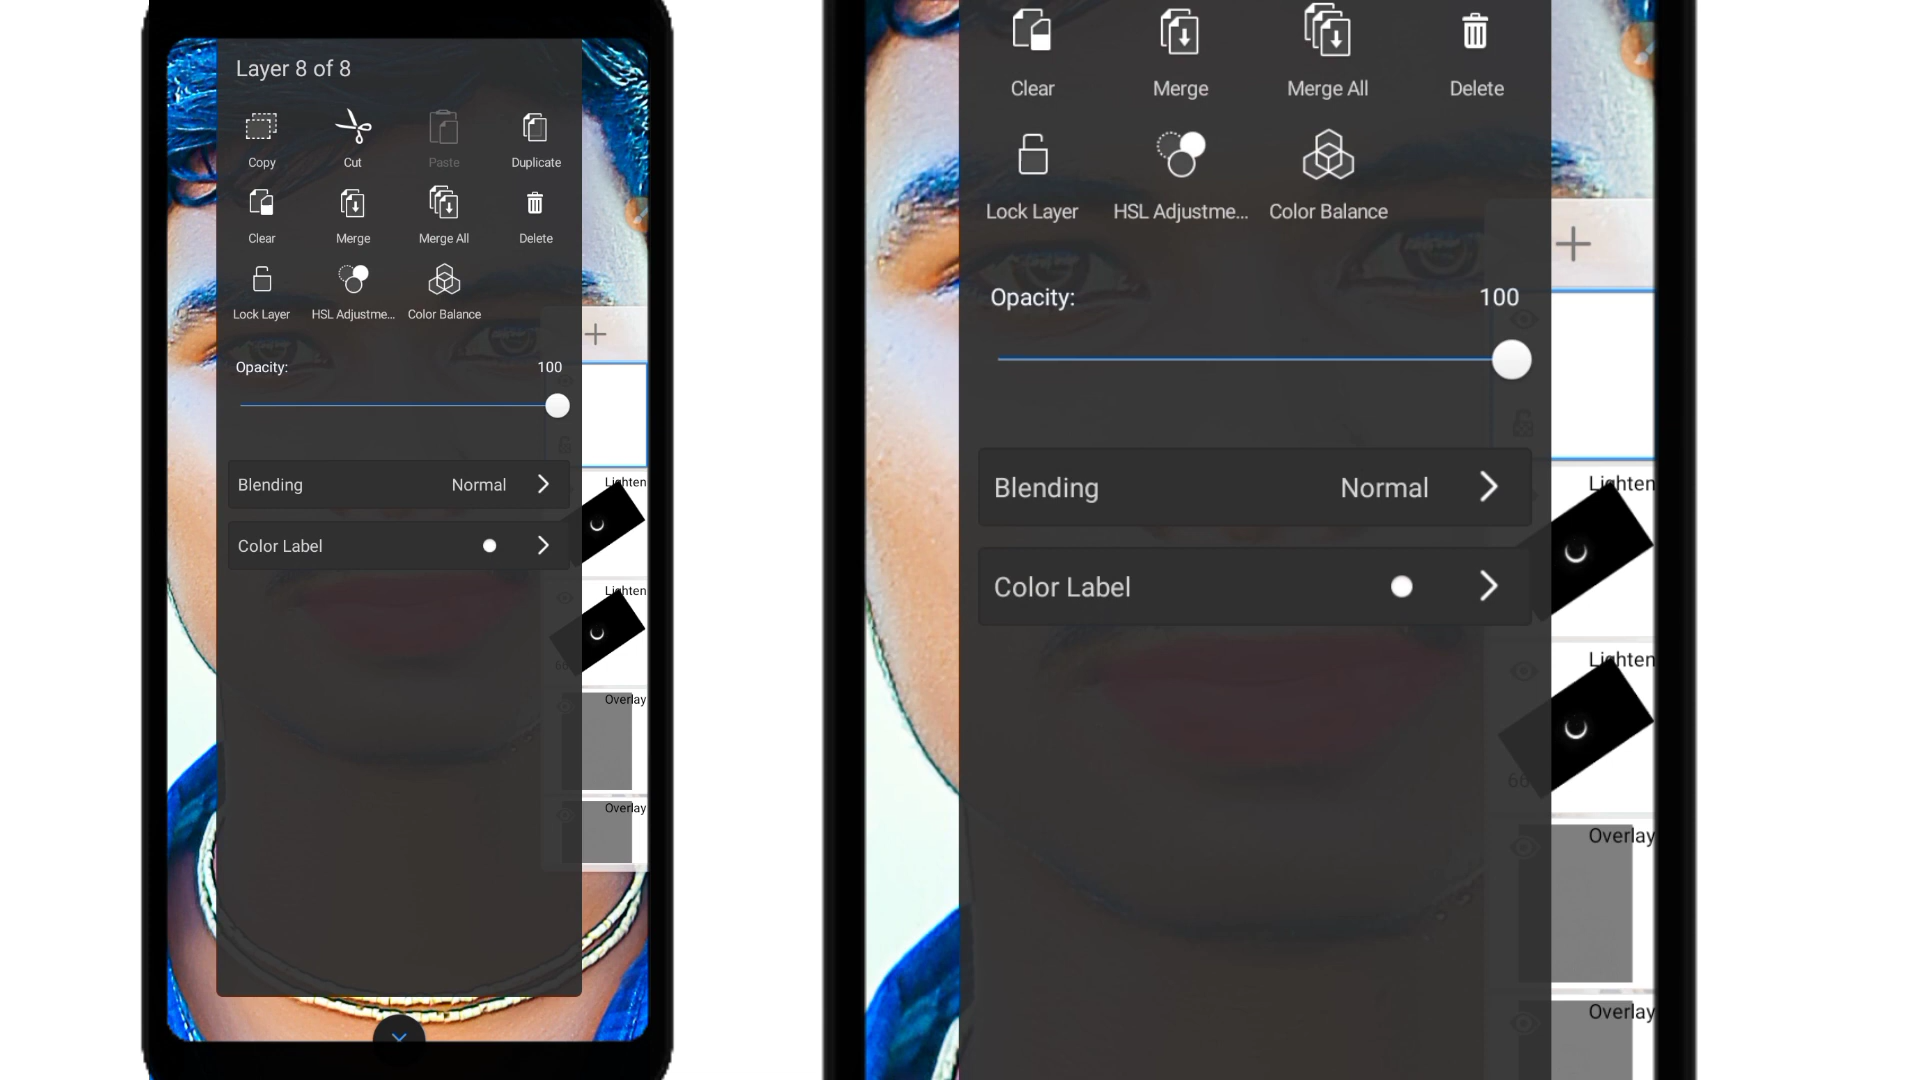 Layer 8 of 8
Copy Cut Paste Duplicate
Clear Merge Merge All Delete
Lock Layer HSL Adjustme... Color Balance
Opacity: 100
Blending Normal
Color Label
Lighten
Lighten
66
Overlay
Overlay
Clear Merge Merge All Delete
Lock Layer HSL Adjustme... Color Balance
Opacity: 100
Blending Normal
Color Label
Lighten
Lighten
66
Overlay
Overlay